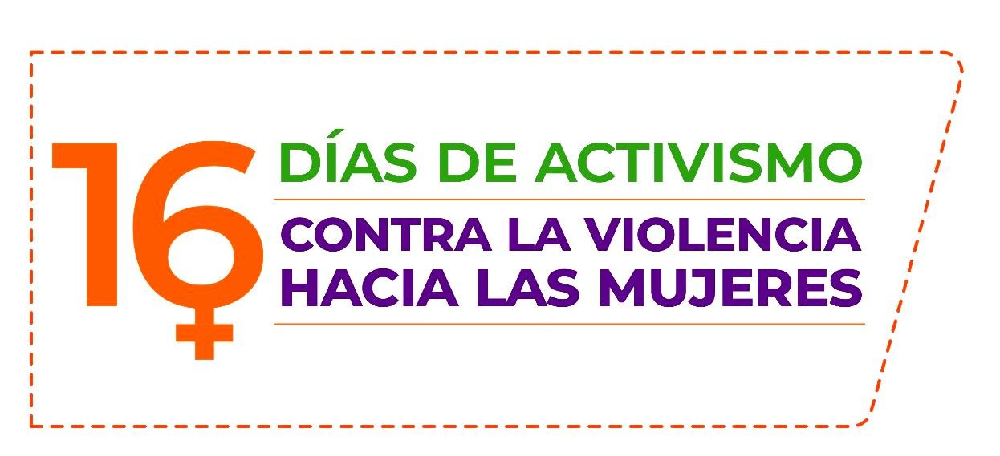 16
DÍAS DE ACTIVISMO
CONTRA LA VIOLENCIA
HACIA LAS MUJERES